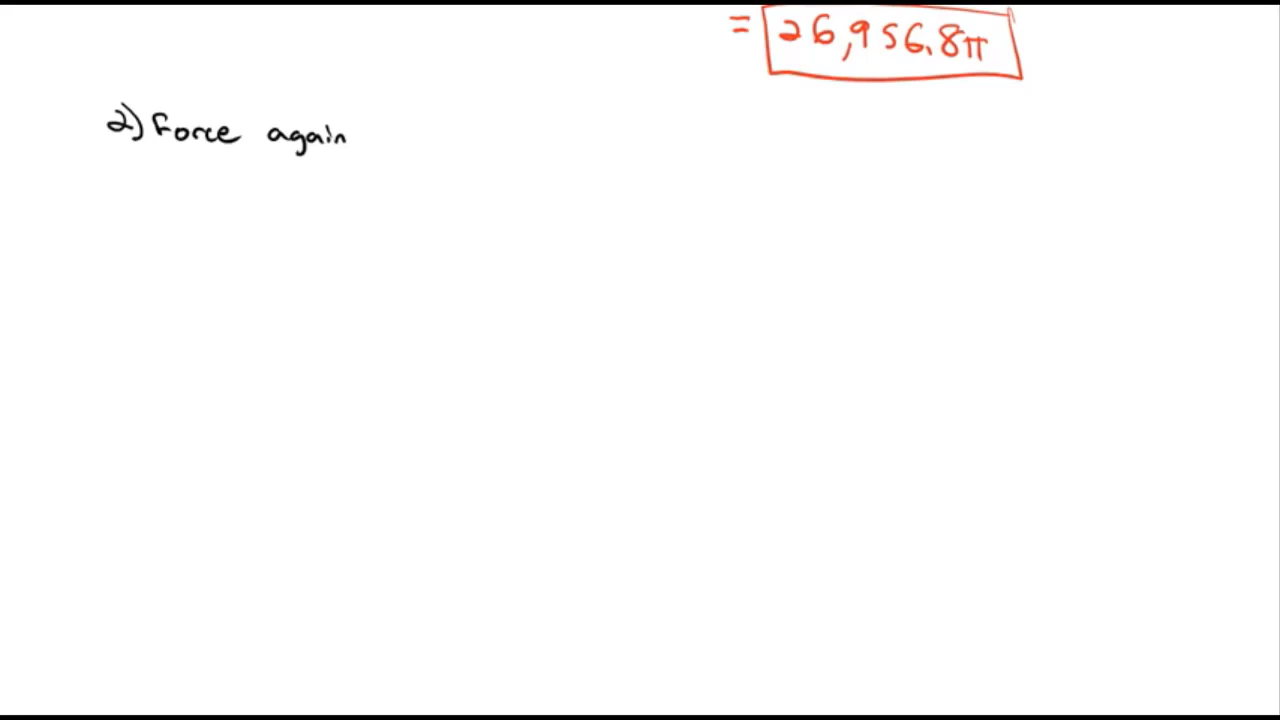 = 26,956.8π
2) Force again